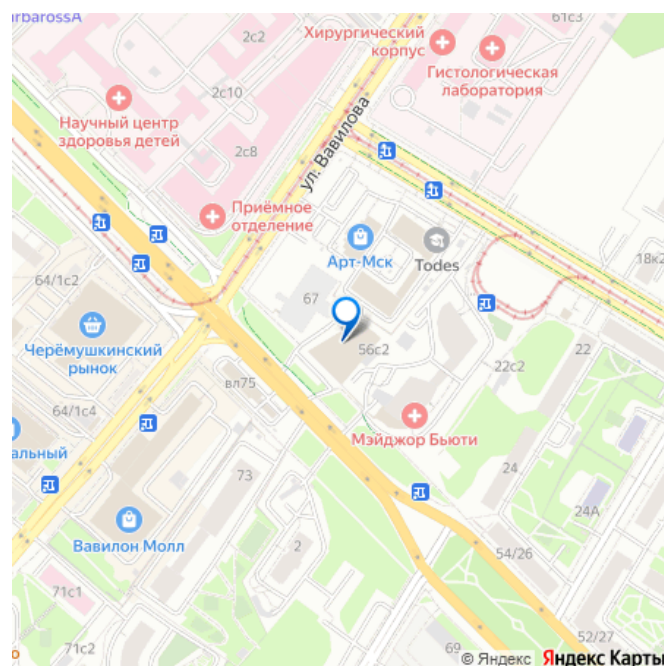 arbarossA
2с2
Хирургический
корпус
61с3
Гистологическая
лаборатория
2с10
Научный центр
здоровья детей
2с8
ул. Вавилова
Приёмное
отделение
Арт-Мск
Todes
18к2
64/1с2
67
Черёмушкинский
рынок
56с2
22
22с2
вл75
64/1с4
Мэйджор Бьюти
альный
73
24
24А
Вавилон Молл
2
54/26
71с1
71с2
69
52/27
о
© Яндекс Яндекс Карты